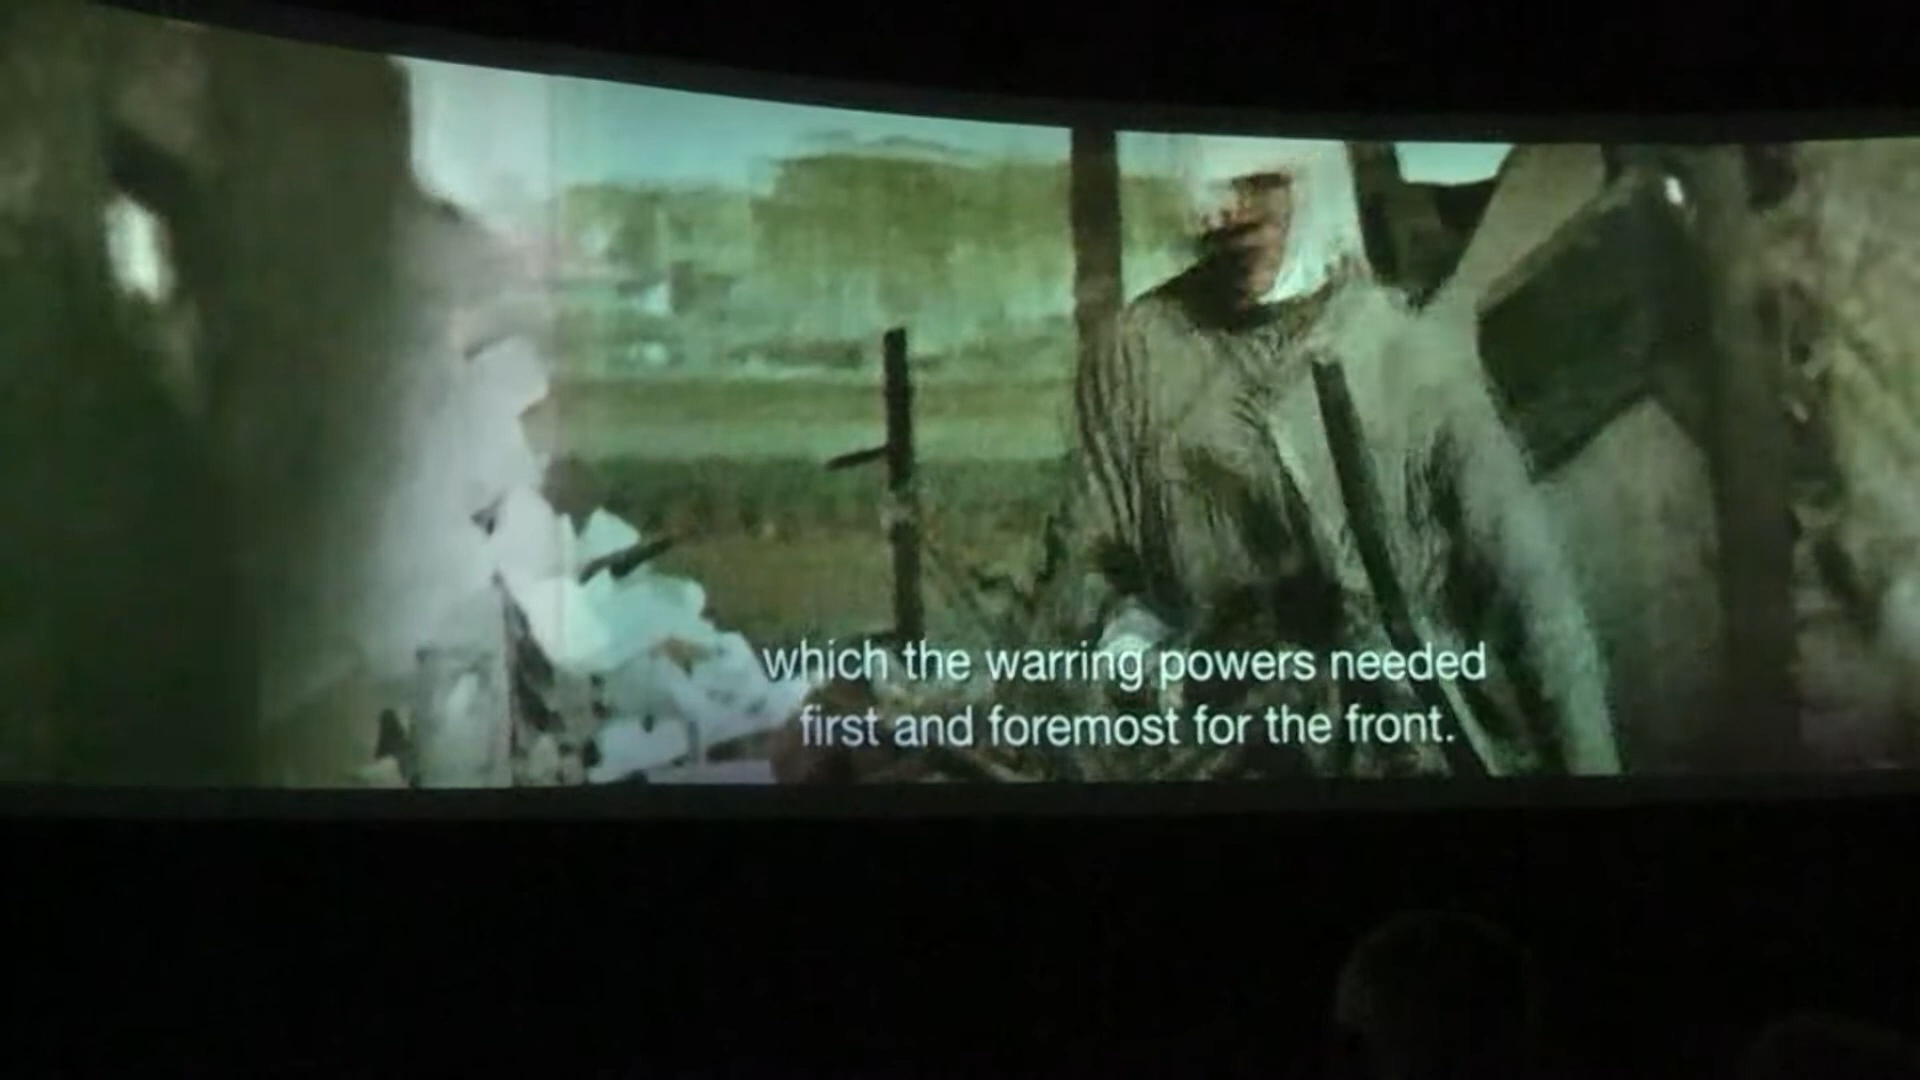 which the warring powers needed
first and foremost for the front.